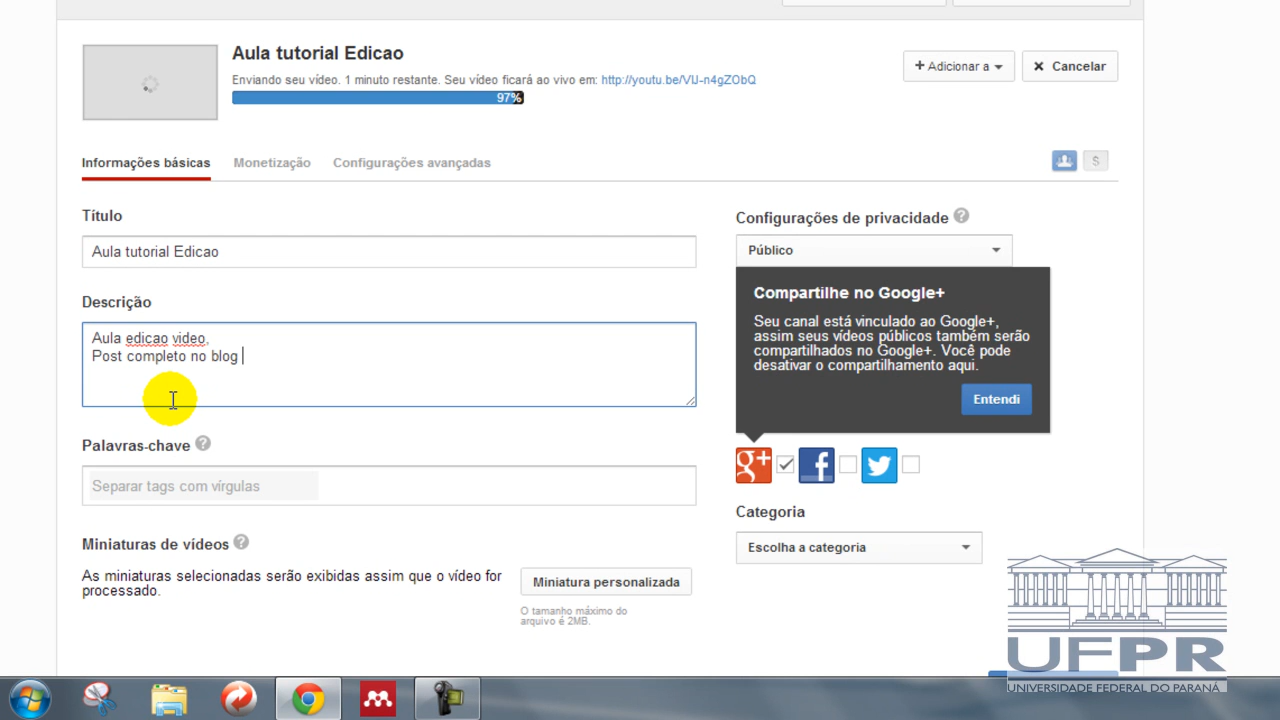 Aula tutorial Edicao
Enviando seu vídeo. 1 minuto restante. Seu vídeo ficará ao vivo em: http://youtu.be/VU-n4gZObQ
97%
+ Adicionar a
× Cancelar
Informações básicas
Monetização
Configurações avançadas
$
Título
Aula tutorial Edicao
Descrição
Aula edicao video,
Post completo no blog
Palavras-chave ?
Separar tags com vírgulas
Miniaturas de vídeos ?
As miniaturas selecionadas serão exibidas assim que o vídeo for
processado.
Miniatura personalizada
O tamanho máximo do
arquivo é 2MB.
Configurações de privacidade ?
Público
Compartilhe no Google+
Seu canal está vinculado ao Google+,
assim seus vídeos públicos também serão
compartilhados no Google+. Você pode
desativar o compartilhamento aqui.
Entendi
g+
f
Categoria
Escolha a categoria
UFPR
UNIVERSIDADE FEDERAL DO PARANÁ